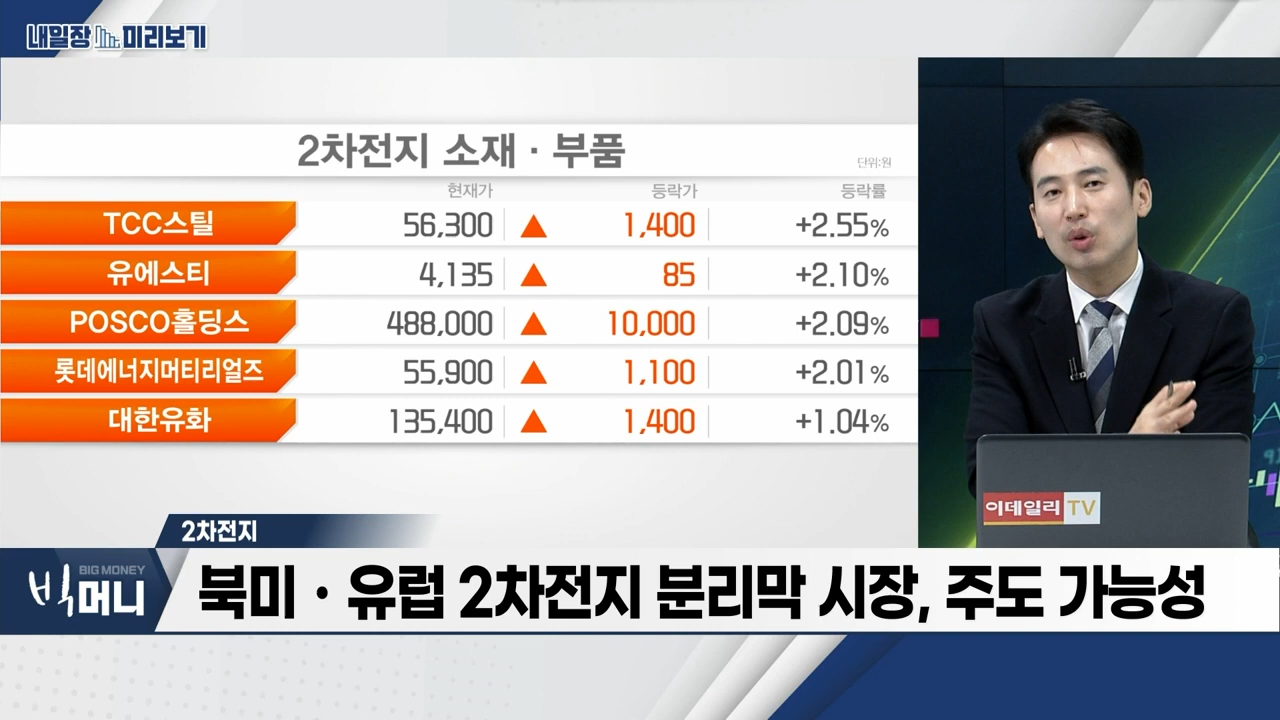 내일장 미리보기
2차전지 소재 · 부품
단위:원
현재가 등락가 등락률
TCC스틸 56,300 ▲ 1,400 +2.55%
유에스티 4,135 ▲ 85 +2.10%
POSCO홀딩스 488,000 ▲ 10,000 +2.09%
롯데에너지머티리얼즈 55,900 ▲ 1,100 +2.01%
대한유화 135,400 ▲ 1,400 +1.04%
이데일리 TV
2차전지
BIG MONEY
빅머니
북미 · 유럽 2차전지 분리막 시장, 주도 가능성